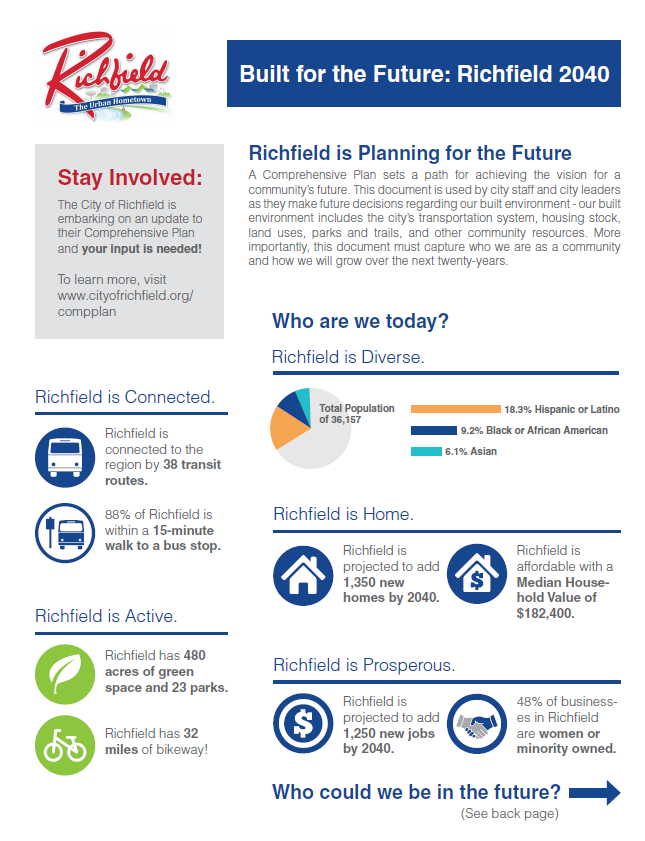 Richfield
The Urban Hometown
Built for the Future: Richfield 2040
Stay Involved:
The City of Richfield is
embarking on an update to
their Comprehensive Plan
and your input is needed!
To learn more, visit
www.cityofrichfield.org/
compplan
Richfield is Planning for the Future
A Comprehensive Plan sets a path for achieving the vision for a
community's future. This document is used by city staff and city leaders
as they make future decisions regarding our built environment - our built
environment includes the city's transportation system, housing stock,
land uses, parks and trails, and other community resources. More
importantly, this document must capture who we are as a community
and how we will grow over the next twenty-years.
Richfield is Connected.
Richfield is
connected to the
region by 38 transit
routes.
88% of Richfield is
within a 15-minute
walk to a bus stop.
Richfield is Active.
Richfield has 480
acres of green
space and 23 parks.
Richfield has 32
miles of bikeway!
Who are we today?
Richfield is Diverse.
Total Population
of 36,157
18.3% Hispanic or Latino
9.2% Black or African American
6.1% Asian
Richfield is Home.
Richfield is
projected to add
1,350 new
homes by 2040.
$
Richfield is
affordable with a
Median House-
hold Value of
$182,400.
Richfield is Prosperous.
$
Richfield is
projected to add
1,250 new jobs
by 2040.
48% of business-
es in Richfield
are women or
minority owned.
Who could we be in the future?
(See back page)